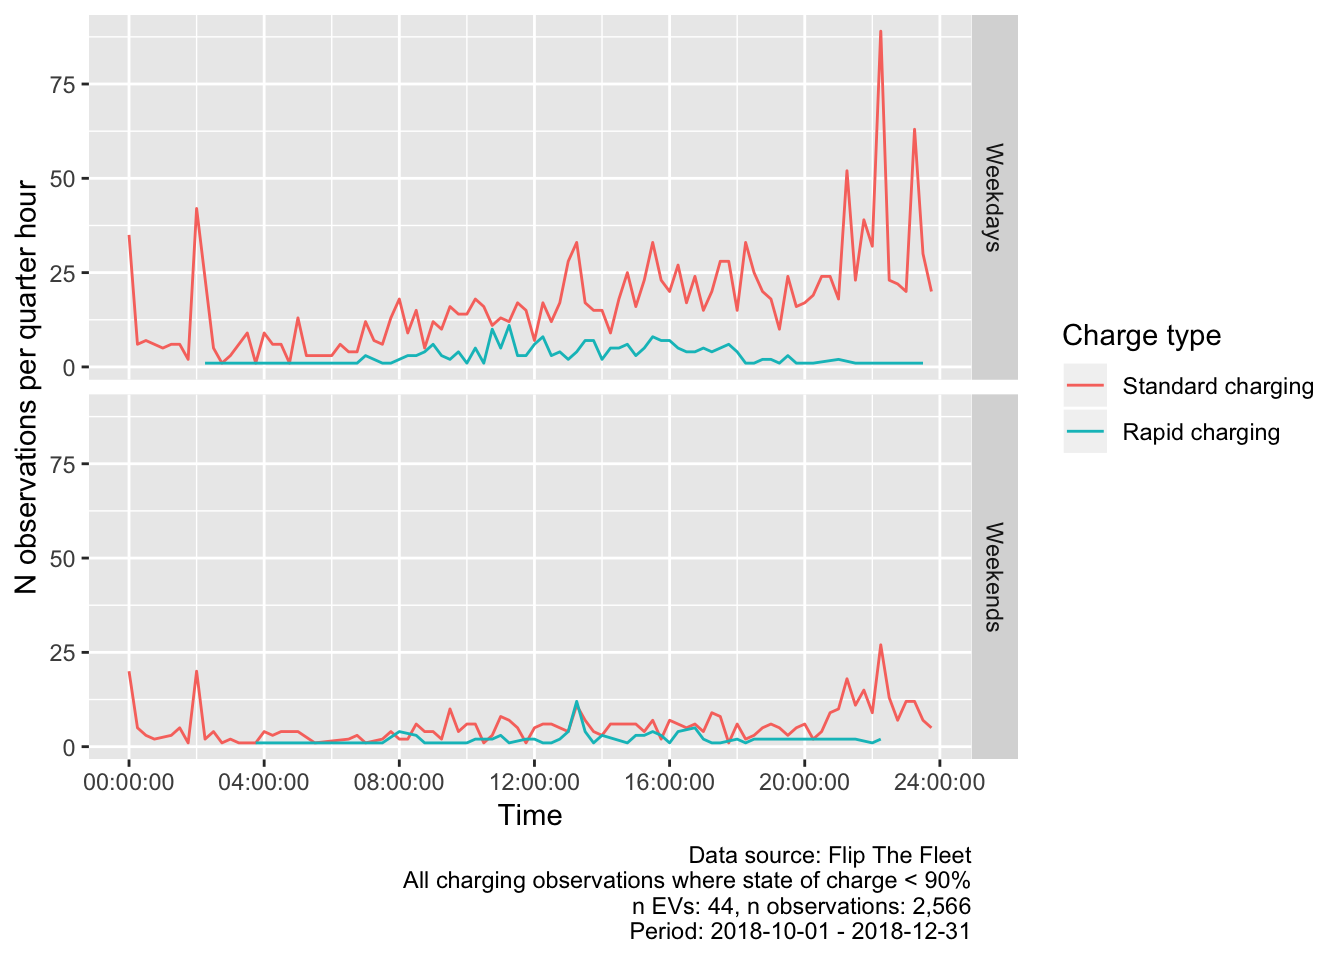 N observations per quarter hour
75
50
25
0
Weekdays
75
50
25
0
Weekends
00:00:00 04:00:00 08:00:00 12:00:00 16:00:00 20:00:00 24:00:00
Time
Charge type
Standard charging
Rapid charging
Data source: Flip The Fleet
All charging observations where state of charge < 90%
n EVs: 44, n observations: 2,566
Period: 2018-10-01 - 2018-12-31